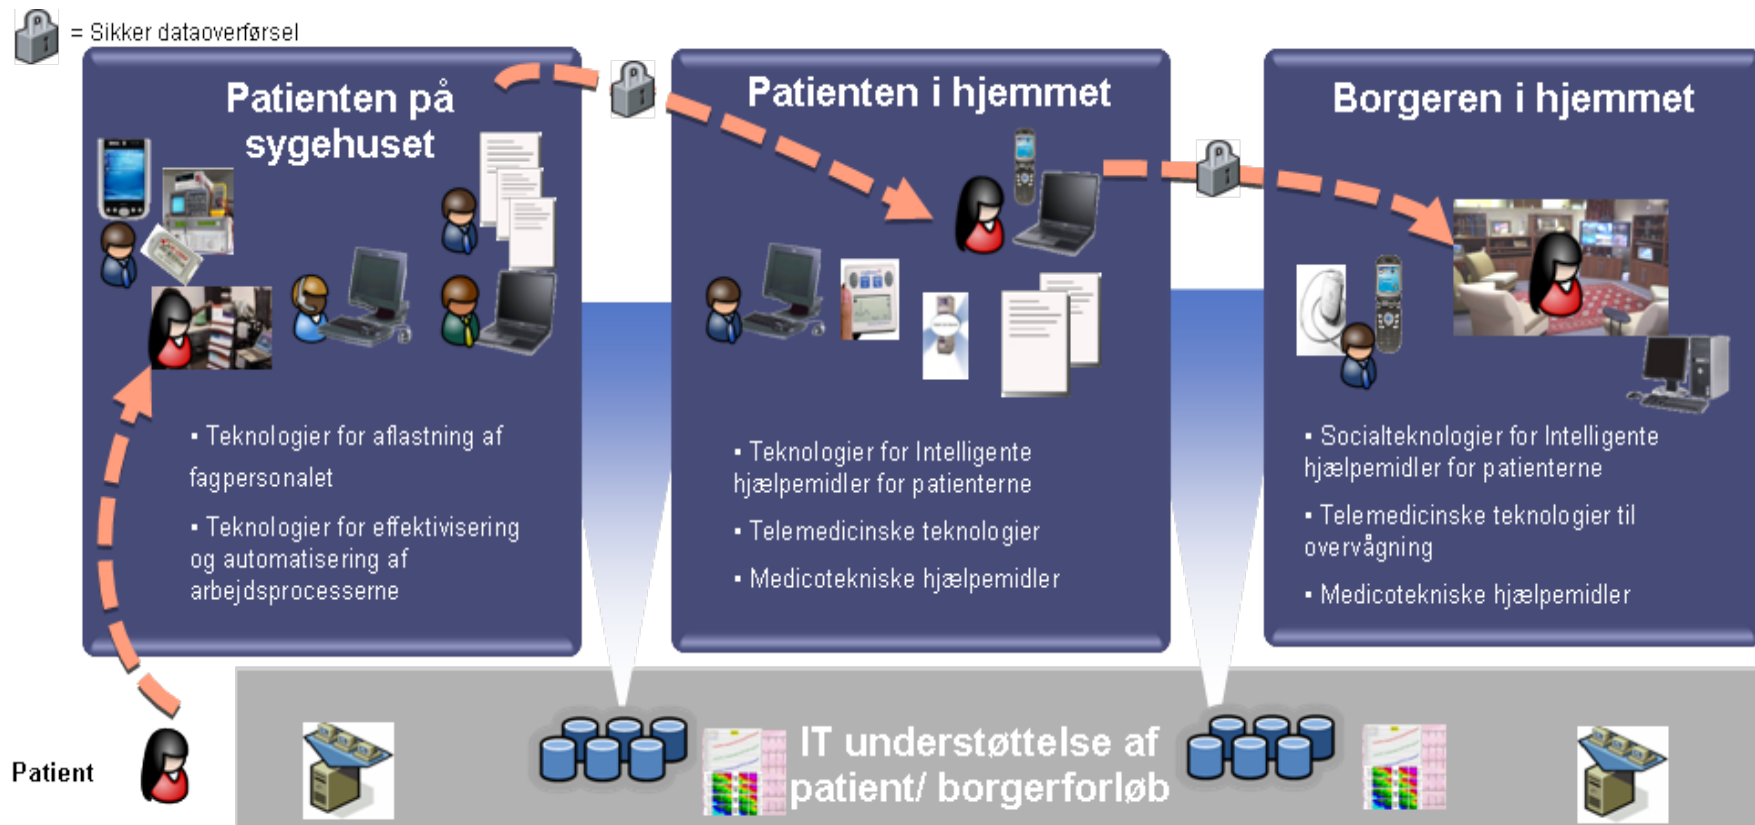 = Sikker dataoverførsel
Patienten på
sygehuset
▪ Teknologier for aflastning af
fagpersonalet
▪ Teknologier for effektivisering
og automatisering af
arbejdsprocesserne
Patienten i hjemmet
▪ Teknologier for Intelligente
hjælpemidler for patienterne
▪ Telemedicinske teknologier
▪ Medicotekniske hjælpemidler
Borgeren i hjemmet
▪ Socialteknologier for Intelligente
hjælpemidler for patienterne
▪ Telemedicinske teknologier til
overvågning
▪ Medicotekniske hjælpemidler
Patient
IT understøttelse af
patient/ borgerforløb